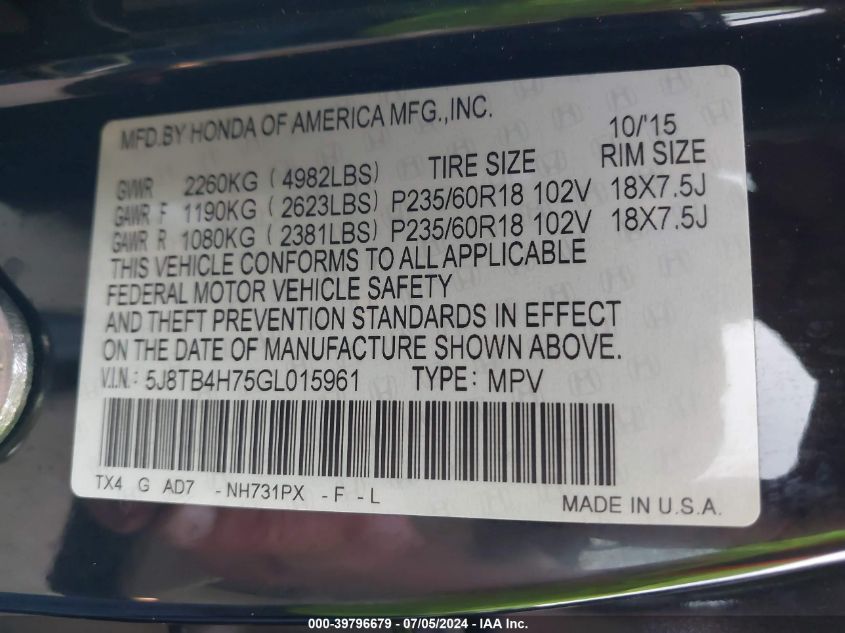 MFD.BY HONDA OF AMERICA MFG.,INC. 10/'15
GVWR 2260KG ( 4982LBS) TIRE SIZE RIM SIZE
GAWR F 1190KG ( 2623LBS) P235/60R18 102V 18X7.5J
GAWR R 1080KG ( 2381LBS) P235/60R18 102V 18X7.5J
THIS VEHICLE CONFORMS TO ALL APPLICABLE
FEDERAL MOTOR VEHICLE SAFETY
AND THEFT PREVENTION STANDARDS IN EFFECT
ON THE DATE OF MANUFACTURE SHOWN ABOVE.
V.I.N.: 5J8TB4H75GL015961 TYPE: MPV
TX4 G AD7 -NH731PX -F -L
MADE IN U.S.A.
000-39796679 - 07/05/2024 - IAA Inc.